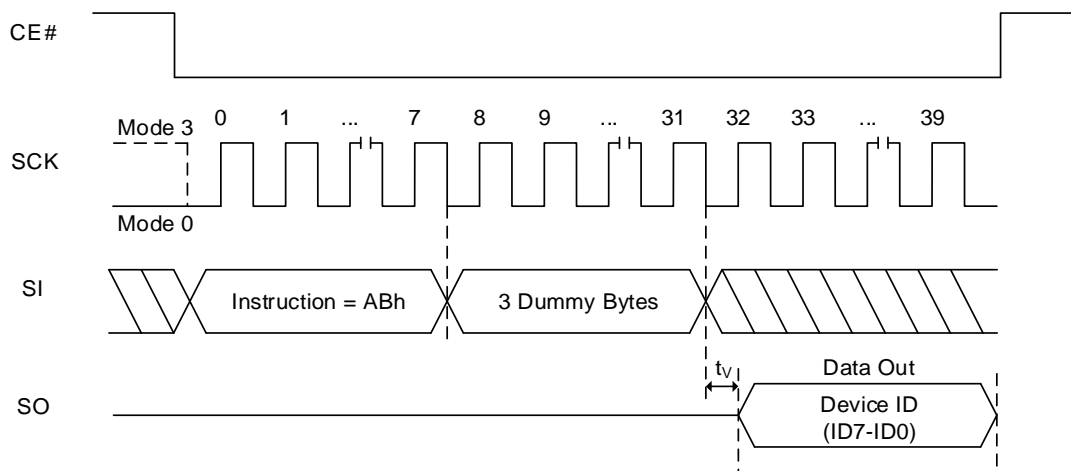 CE#
Mode 3
0 1 ... 7 8 9 ... 31 32 33 ... 39
SCK
Mode 0
SI
Instruction = ABh
3 Dummy Bytes
tV
Data Out
SO
Device ID
(ID7-ID0)